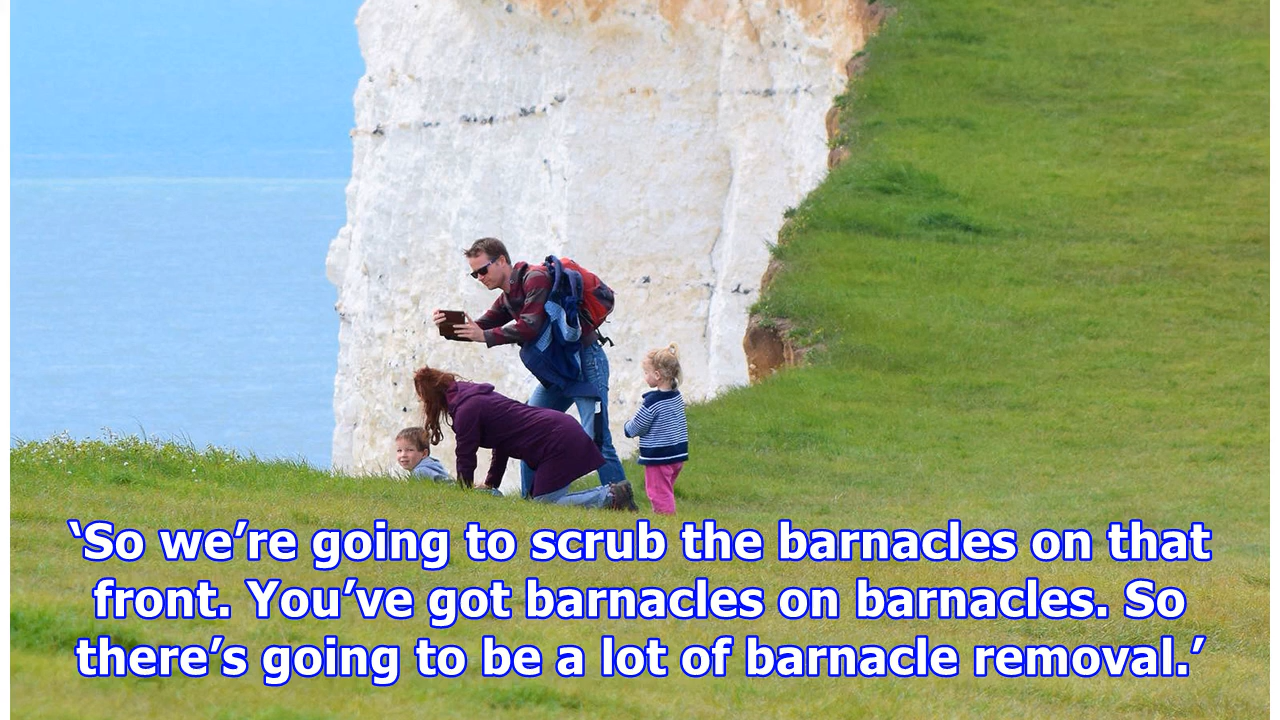 ‘So we’re going to scrub the barnacles on that
front. You’ve got barnacles on barnacles. So
there’s going to be a lot of barnacle removal.’